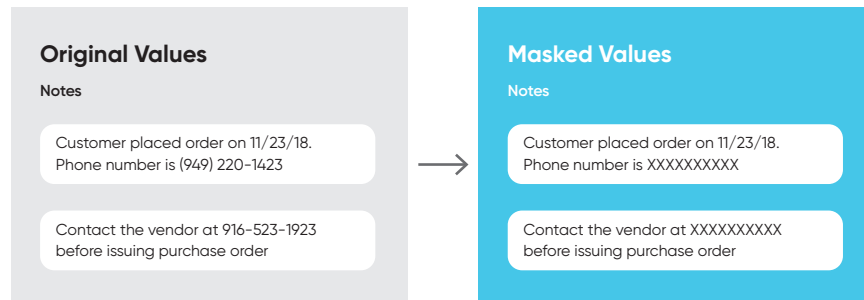 Original Values
Notes
Customer placed order on 11/23/18.
Phone number is (949) 220-1423
Contact the vendor at 916-523-1923
before issuing purchase order
Masked Values
Notes
Customer placed order on 11/23/18.
Phone number is XXXXXXXXXX
Contact the vendor at XXXXXXXXXX
before issuing purchase order